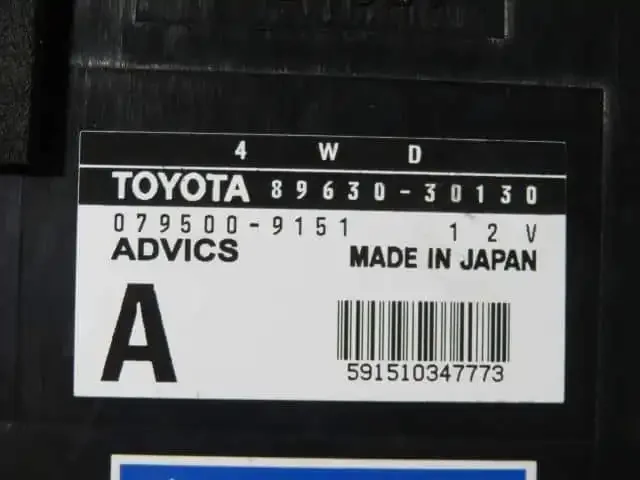 4 W D
TOYOTA 89630-30130
079500-9151 12V
ADVICS MADE IN JAPAN
A
591510347773